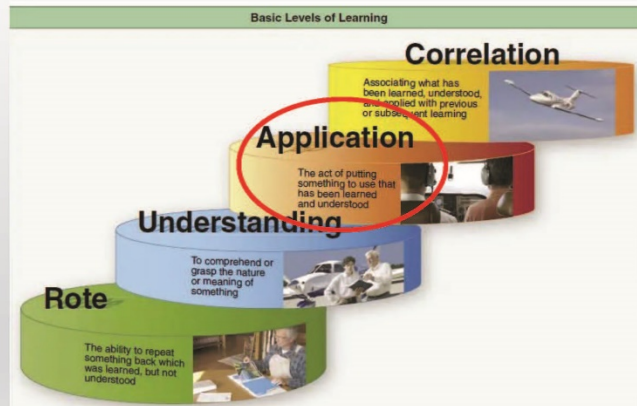 Basic Levels of Learning
Correlation
Associating what has
been learned, understood,
and applied with previous
or subsequent learning
Application
The act of putting
something to use that
has been learned
and understood
Understanding
To comprehend or
grasp the nature
or meaning of
something
Rote
The ability to repeat
something back which
was learned, but not
understood